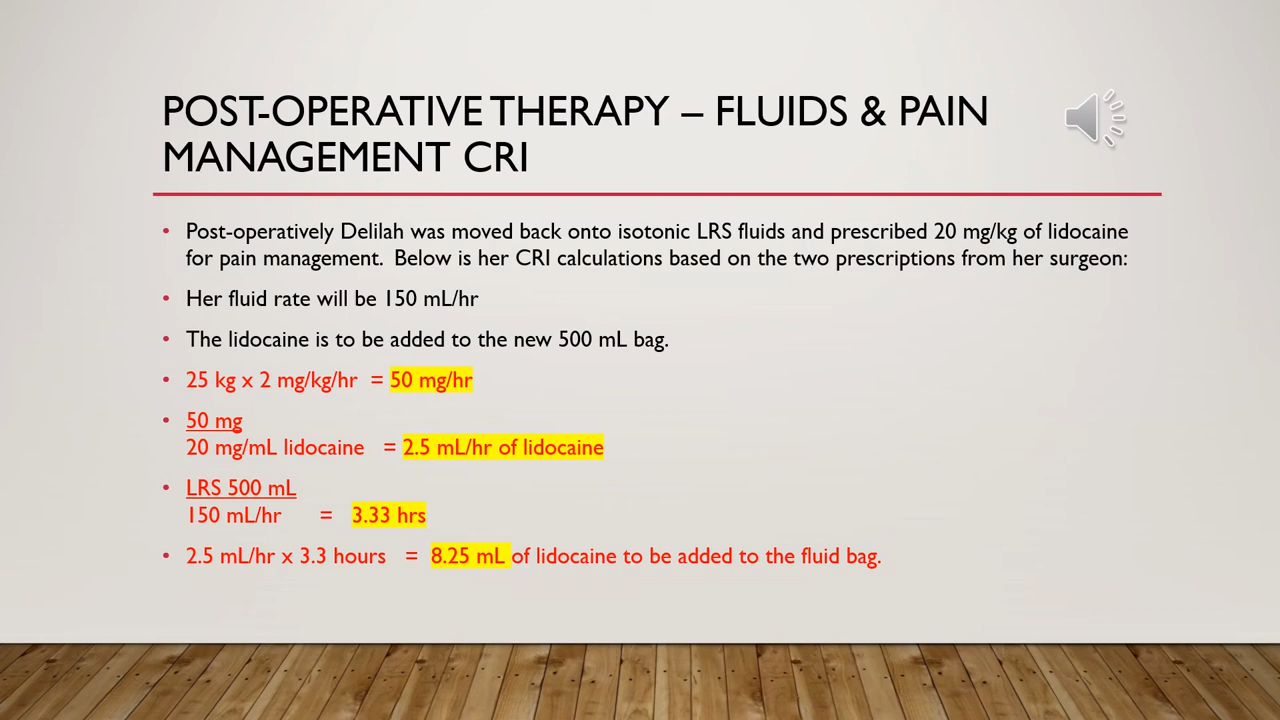 POST-OPERATIVE THERAPY – FLUIDS & PAIN
MANAGEMENT CRI
• Post-operatively Delilah was moved back onto isotonic LRS fluids and prescribed 20 mg/kg of lidocaine
for pain management.  Below is her CRI calculations based on the two prescriptions from her surgeon:
• Her fluid rate will be 150 mL/hr
• The lidocaine is to be added to the new 500 mL bag.
• 25 kg x 2 mg/kg/hr  = 50 mg/hr
• 50 mg
20 mg/mL lidocaine   = 2.5 mL/hr of lidocaine
• LRS 500 mL
150 mL/hr      =   3.33 hrs
• 2.5 mL/hr x 3.3 hours   =  8.25 mL of lidocaine to be added to the fluid bag.